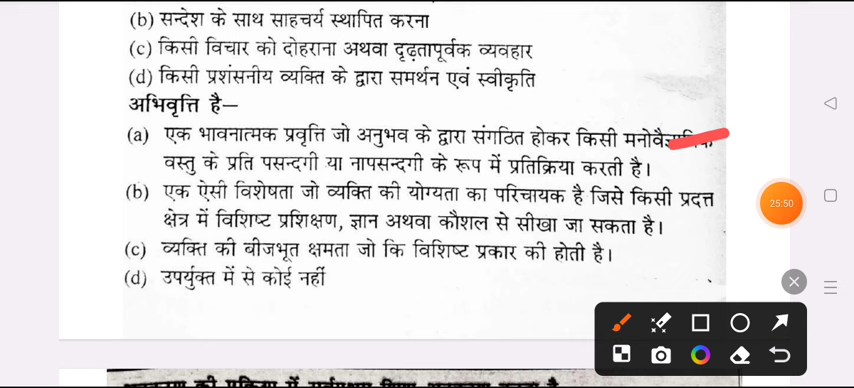 (b) सन्देश के साथ साहचर्य स्थापित करना
(c) किसी विचार को दोहराना अथवा दृढ़तापूर्वक व्यवहार
(d) किसी प्रशंसनीय व्यक्ति के द्वारा समर्थन एवं स्वीकृति
अभिवृत्ति है—
(a) एक भावनात्मक प्रवृत्ति जो अनुभव के द्वारा संगठित होकर किसी मनोवैज्ञानिक
वस्तु के प्रति पसन्दगी या नापसन्दगी के रूप में प्रतिक्रिया करती है।
(b) एक ऐसी विशेषता जो व्यक्ति की योग्यता का परिचायक है जिसे किसी प्रदत्त
क्षेत्र में विशिष्ट प्रशिक्षण, ज्ञान अथवा कौशल से सीखा जा सकता है।
(c) व्यक्ति की बीजभूत क्षमता जो कि विशिष्ट प्रकार की होती है।
(d) उपर्युक्त में से कोई नहीं
25:50